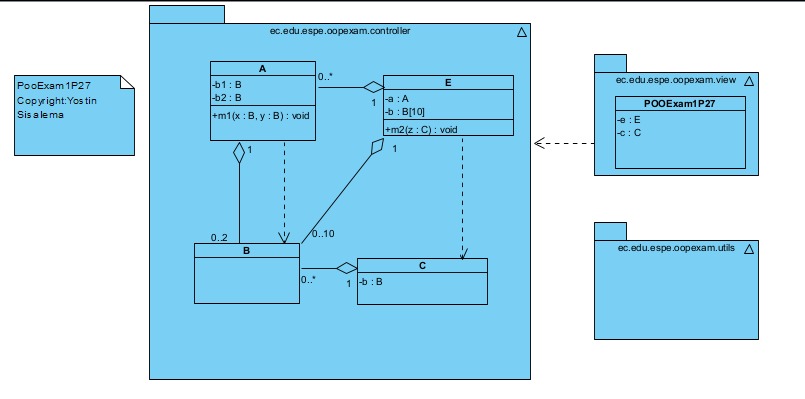 PooExam1P27
Copyright:Yostin
Sisalema
ec.edu.espe.oopexam.controller
A
-b1 : B
-b2 : B
+m1(x : B, y : B) : void
0..*
1
E
-a : A
-b : B[10]
+m2(z : C) : void
1
1
0..2
0..10
B
0..*
1
C
-b : B
ec.edu.espe.oopexam.view
POOExam1P27
-e : E
-c : C
ec.edu.espe.oopexam.utils